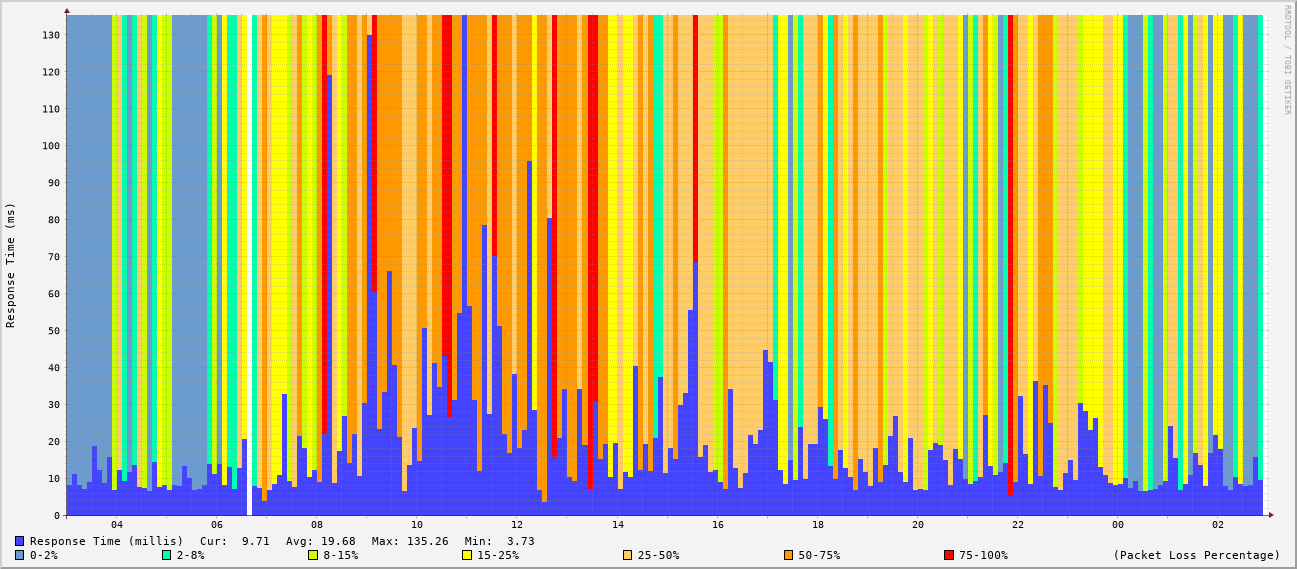 RRDTOOL / TOBI OETIKER
Response Time (ms)
130
120
110
100
90
80
70
60
50
40
30
20
10
0
04 06 08 10 12 14 16 18 20 22 00 02
Response Time (millis) Cur: 9.71 Avg: 19.68 Max: 135.26 Min: 3.73
0-2% 2-8% 8-15% 15-25% 25-50% 50-75% 75-100% (Packet Loss Percentage)